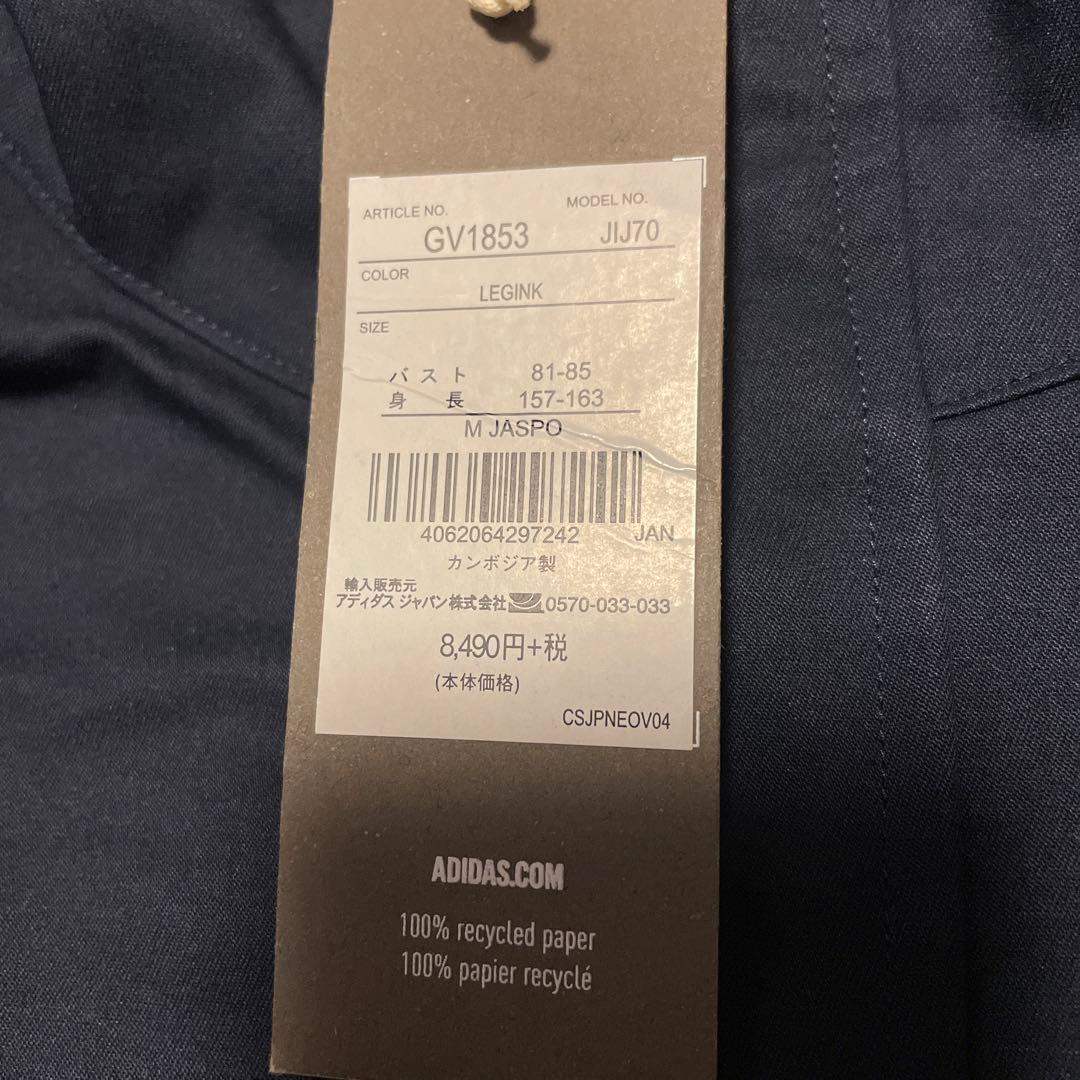 ARTICLE NO. MODEL NO.
GV1853 JIJ70
COLOR
LEGINK
SIZE
バスト 81-85
身長 157-163
M JASPO
4062064297242 JAN
カンボジア製
輸入販売元
アディダス ジャパン株式会社 0570-033-033
8,490円+税
(本体価格)
CSJPNEOV04
ADIDAS.COM
100% recycled paper
100% papier recyclé